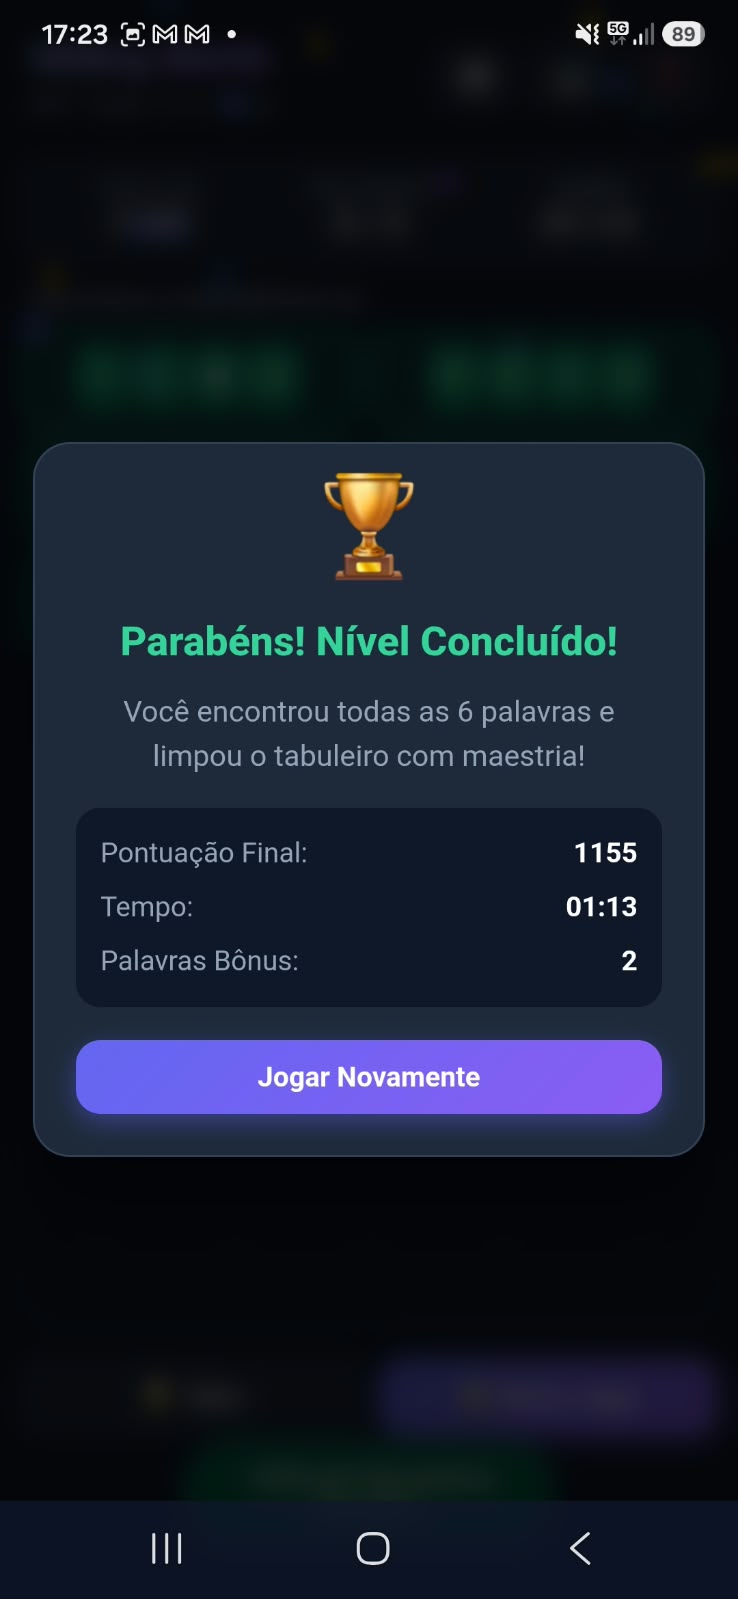 17:23
5G
89
Parabéns! Nível Concluído!
Você encontrou todas as 6 palavras e
limpou o tabuleiro com maestria!
Pontuação Final: 1155
Tempo: 01:13
Palavras Bônus: 2
Jogar Novamente